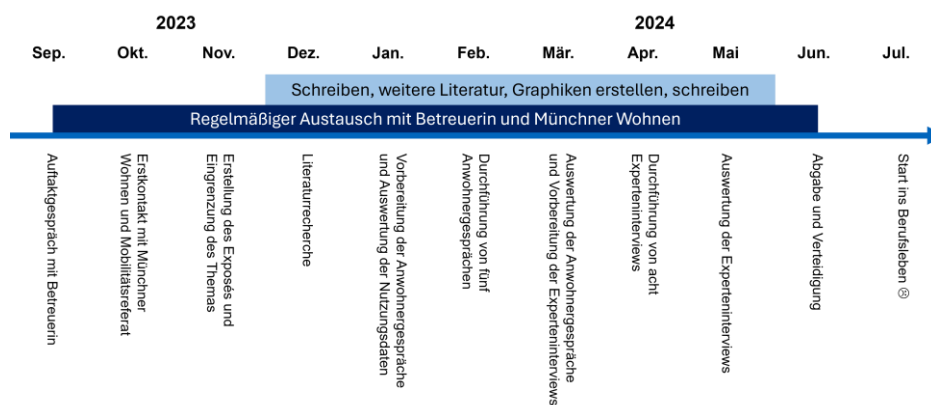 2023
2024
Sep.
Okt.
Nov.
Dez.
Jan.
Feb.
Mär.
Apr.
Mai
Jun.
Jul.
Schreiben, weitere Literatur, Graphiken erstellen, schreiben
Regelmäßiger Austausch mit Betreuerin und Münchner Wohnen
Auftaktgespräch mit Betreuerin
Erstkontakt mit Münchner
Wohnen und Mobilitätsreferat
Erstellung des Exposés und
Eingrenzung des Themas
Literaturrecherche
Vorbereitung der Anwohnergespräche
und Auswertung der Nutzungsdaten
Durchführung von fünf
Anwohnergesprächen
Auswertung der Anwohnergespräche
und Vorbereitung der Experteninterviews
Durchführung von acht
Experteninterviews
Auswertung der Experteninterviews
Abgabe und Verteidigung
Start ins Berufsleben ☹